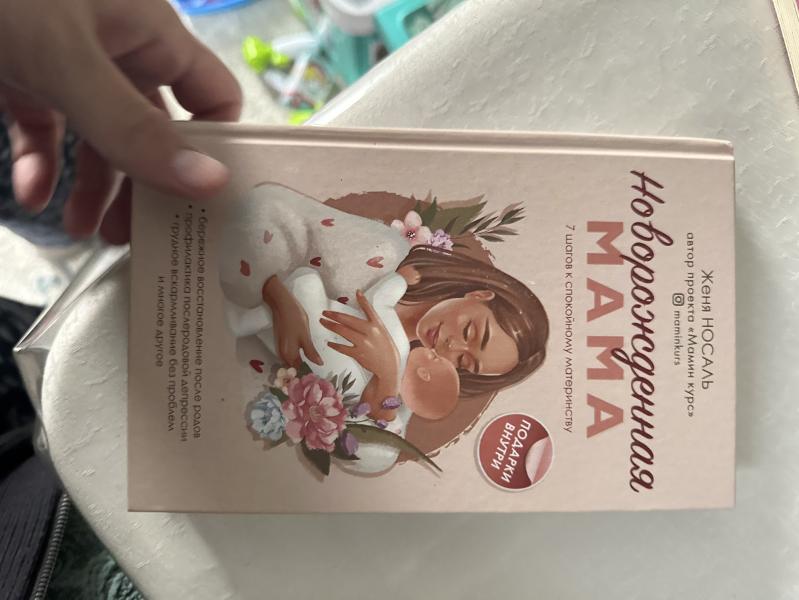 Женя НОСАЛЬ
автор проекта «Мамин курс»
maminkurs
Новорожденная
МАМА
7 шагов к спокойному материнству
ПОДАРКИ
ВНУТРИ
• бережное восстановление после родов
• профилактика послеродовой депрессии
• грудное вскармливание без проблем
и многое другое